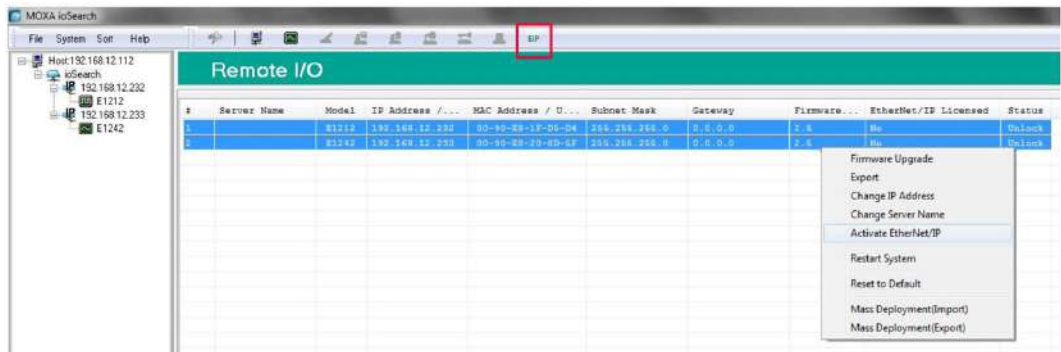 MOXA ioSearch
File System Sort Help
EIP
Host:192.168.12.112
ioSearch
192.168.12.232
E1212
192.168.12.233
E1242
Remote I/O
# Server Name Model IP Address /... MAC Address / U... Subnet Mask Gateway Firmware... EtherNet/IP Licensed Status
1 E1212 192.168.12.232 00-90-E8-1F-D5-D4 255.255.255.0 0.0.0.0 2.5 No Unlock
2 E1242 192.168.12.233 255.255.255.0 0.0.0.0 2.5 No Unlock
Firmware Upgrade
Export
Change IP Address
Change Server Name
Activate EtherNet/IP
Restart System
Reset to Default
Mass Deployment(Import)
Mass Deployment(Export)